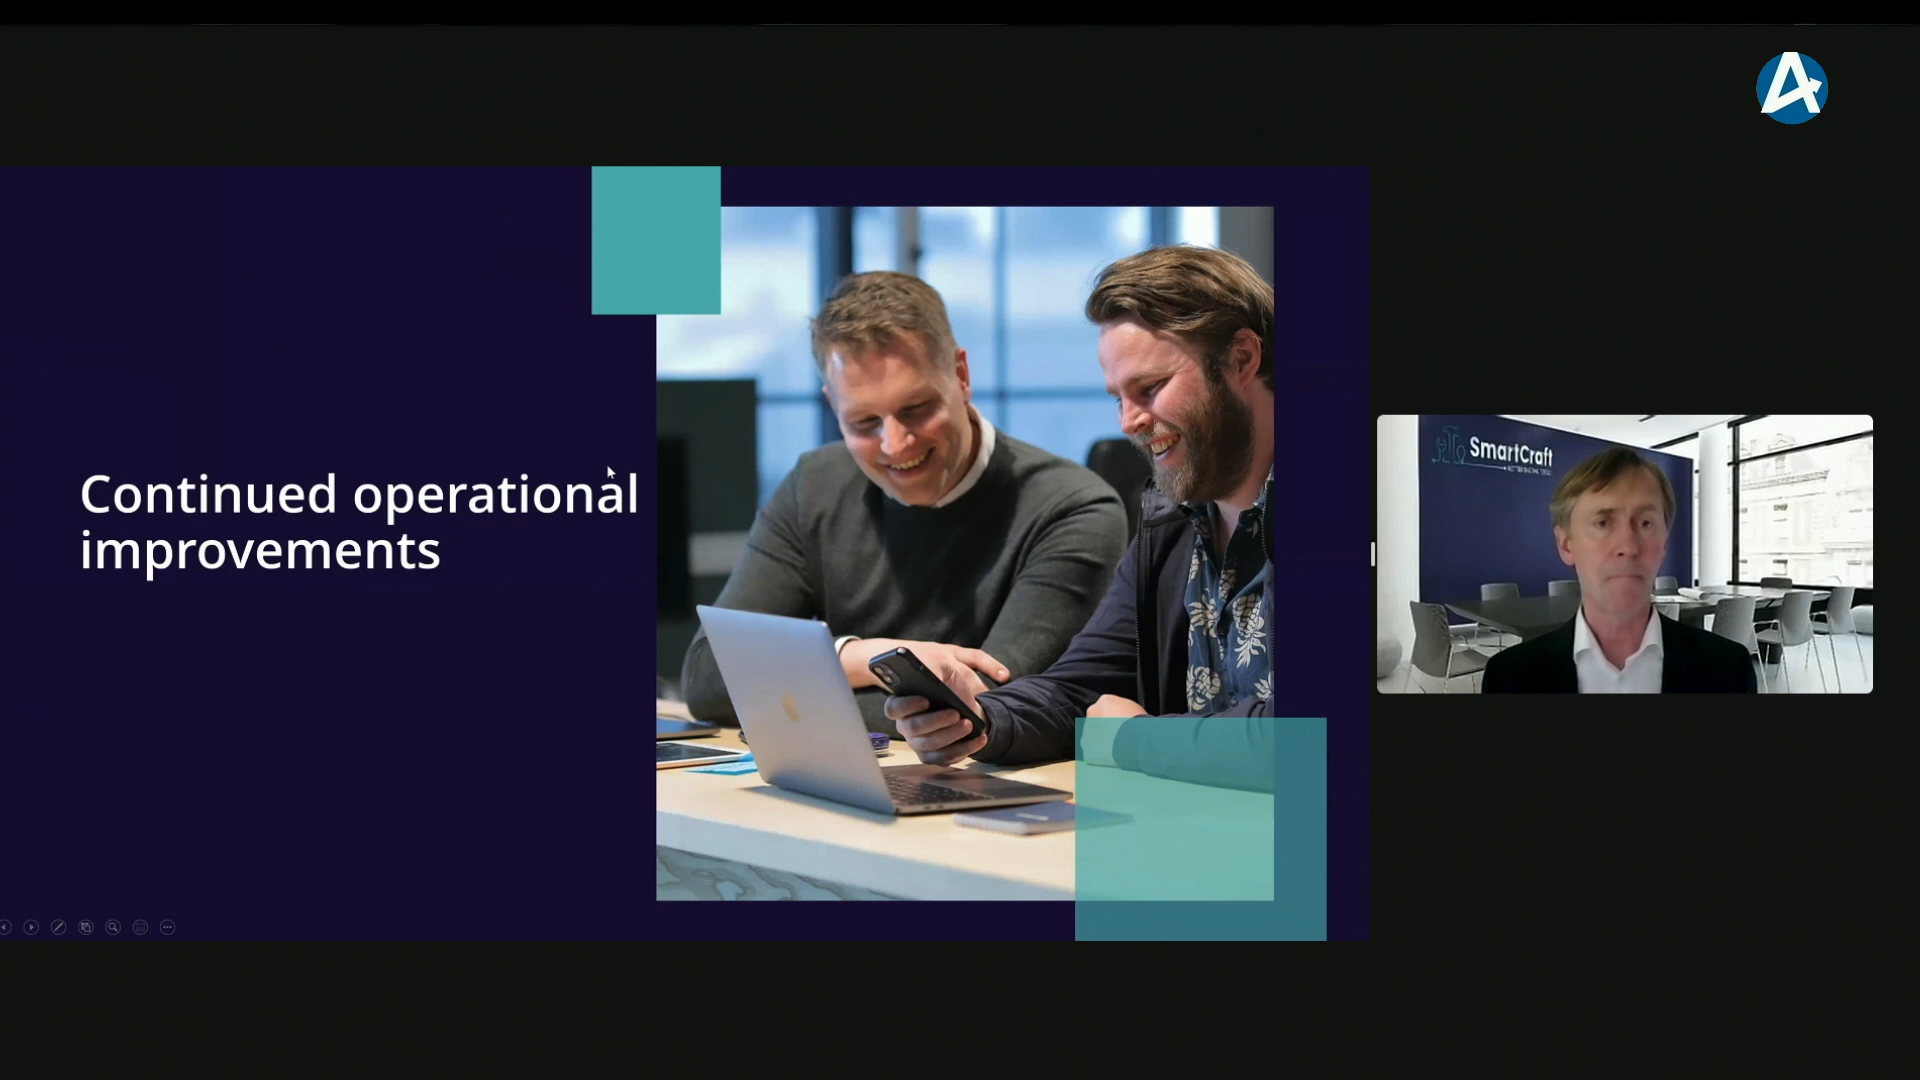 Continued operational
improvements
SmartCraft